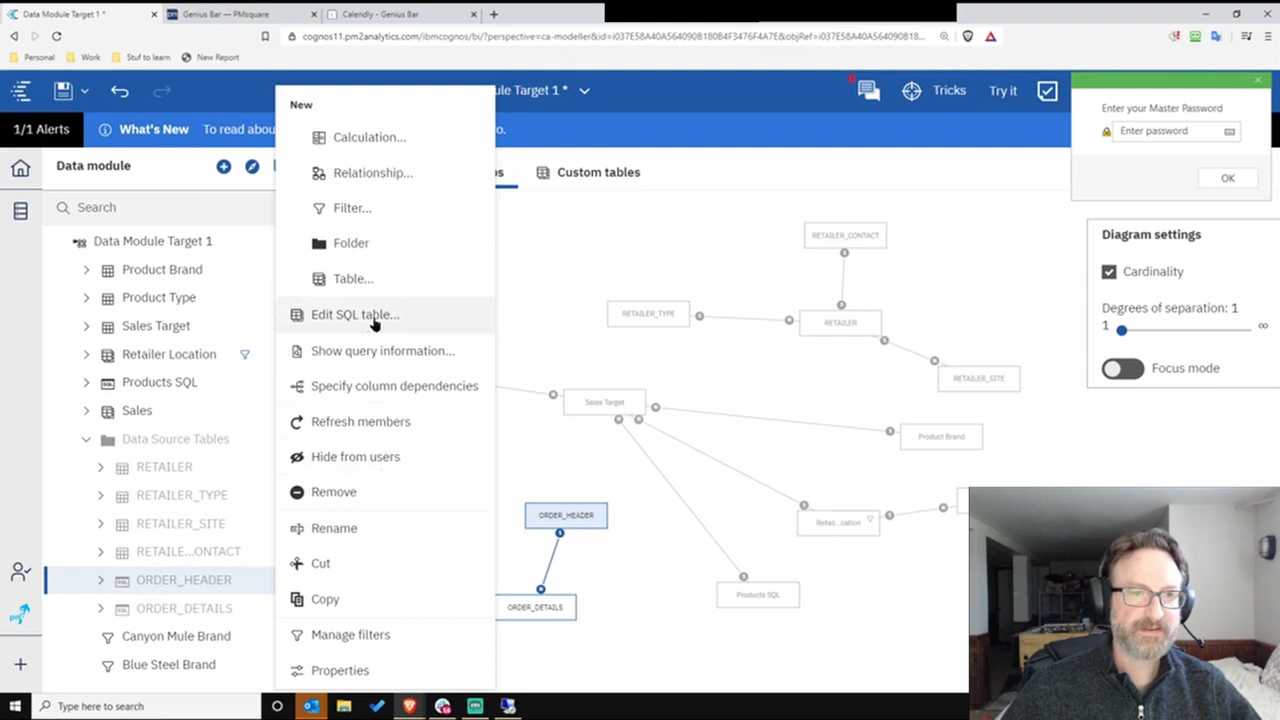 Data Module Target 1 *
Genius Bar — PMsquare
Calendly - Genius Bar
cognos11.pm2analytics.com/ibmcognos/bi/?perspective=ca-modeller&id=i037E58A40A564090B180B4F3476F4A7E&objRef=i037E58A40A564090B18...
Personal
Work
Stuf to learn
New Report
ule Target 1 *
Tricks
Try it
1/1 Alerts
What's New
To read abou
o.
Enter your Master Password
Enter password
OK
Data module
Search
Data Module Target 1
Product Brand
Product Type
Sales Target
Retailer Location
Products SQL
Sales
Data Source Tables
RETAILER
RETAILER_TYPE
RETAILER_SITE
RETAILE...ONTACT
ORDER_HEADER
ORDER_DETAILS
Canyon Mule Brand
Blue Steel Brand
New
Calculation...
Relationship...
Filter...
Folder
Table...
Edit SQL table...
Show query information...
Specify column dependencies
Refresh members
Hide from users
Remove
Rename
Cut
Copy
Manage filters
Properties
ps
Custom tables
RETAILER_CONTACT
RETAILER_TYPE
RETAILER
RETAILER_SITE
Sales Target
Product Brand
ORDER_HEADER
Retail...cation
Products SQL
ORDER_DETAILS
Diagram settings
Cardinality
Degrees of separation: 1
1
∞
Focus mode
Type here to search